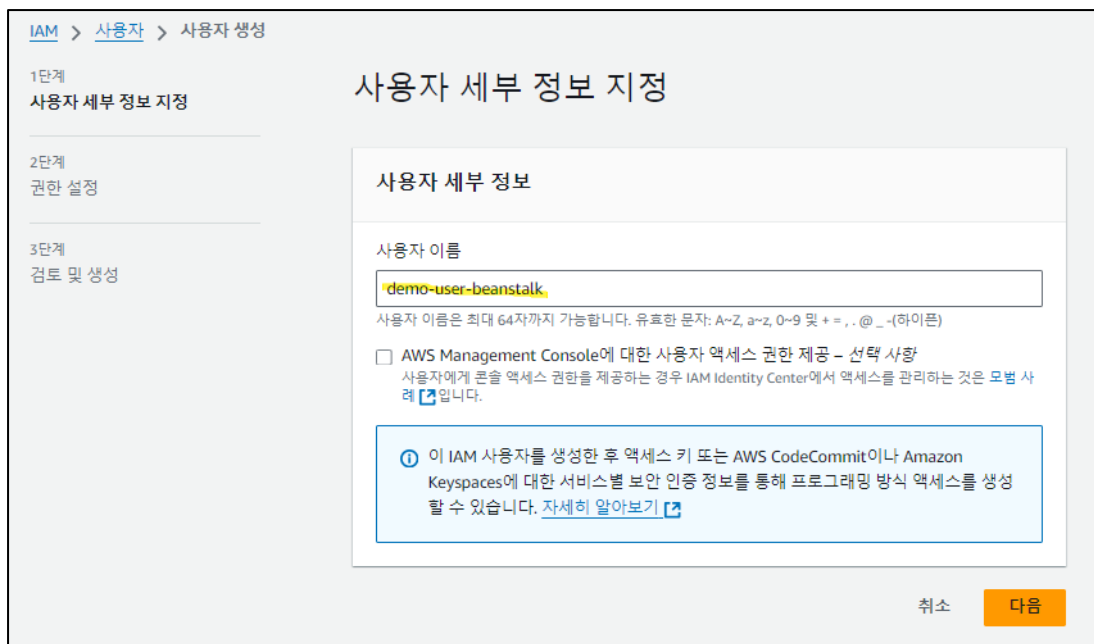 IAM > 사용자 > 사용자 생성
1단계
사용자 세부 정보 지정
2단계
권한 설정
3단계
검토 및 생성
사용자 세부 정보 지정
사용자 세부 정보
사용자 이름
demo-user-beanstalk
사용자 이름은 최대 64자까지 가능합니다. 유효한 문자: A~Z, a~z, 0~9 및 + = , . @ _ -(하이픈)
AWS Management Console에 대한 사용자 액세스 권한 제공 – 선택 사항
사용자에게 콘솔 액세스 권한을 제공하는 경우 IAM Identity Center에서 액세스를 관리하는 것은 모범 사
례입니다.
이 IAM 사용자를 생성한 후 액세스 키 또는 AWS CodeCommit이나 Amazon
Keyspaces에 대한 서비스별 보안 인증 정보를 통해 프로그래밍 방식 액세스를 생성
할 수 있습니다. 자세히 알아보기
취소
다음